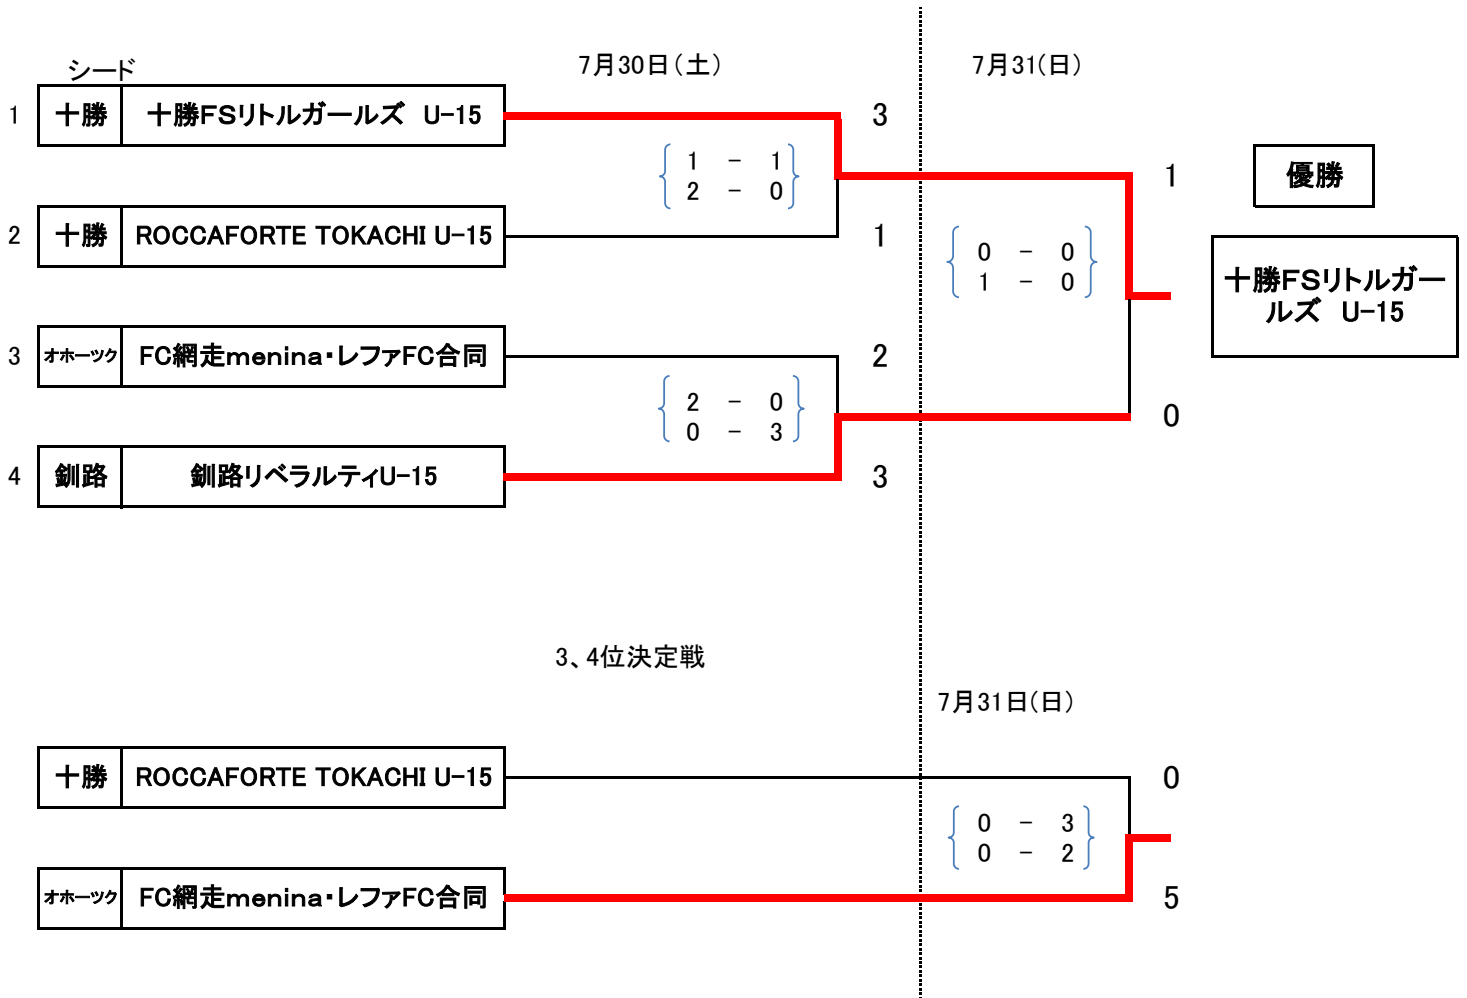 7月30日(土)
7月31(日)
シード
1 十勝 十勝FSリトルガールズ U-15 3
1 - 1
2 - 0
1
優勝
2 十勝 ROCCAFORTE TOKACHI U-15 1
0 - 0
1 - 0
十勝FSリトルガー
ルズ U-15
3 オホーツク FC網走menina・レファFC合同 2
2 - 0
0 - 3
0
4 釧路 釧路リベラルティU-15 3
3、4位決定戦
7月31日(日)
十勝 ROCCAFORTE TOKACHI U-15 0
0 - 3
0 - 2
オホーツク FC網走menina・レファFC合同 5